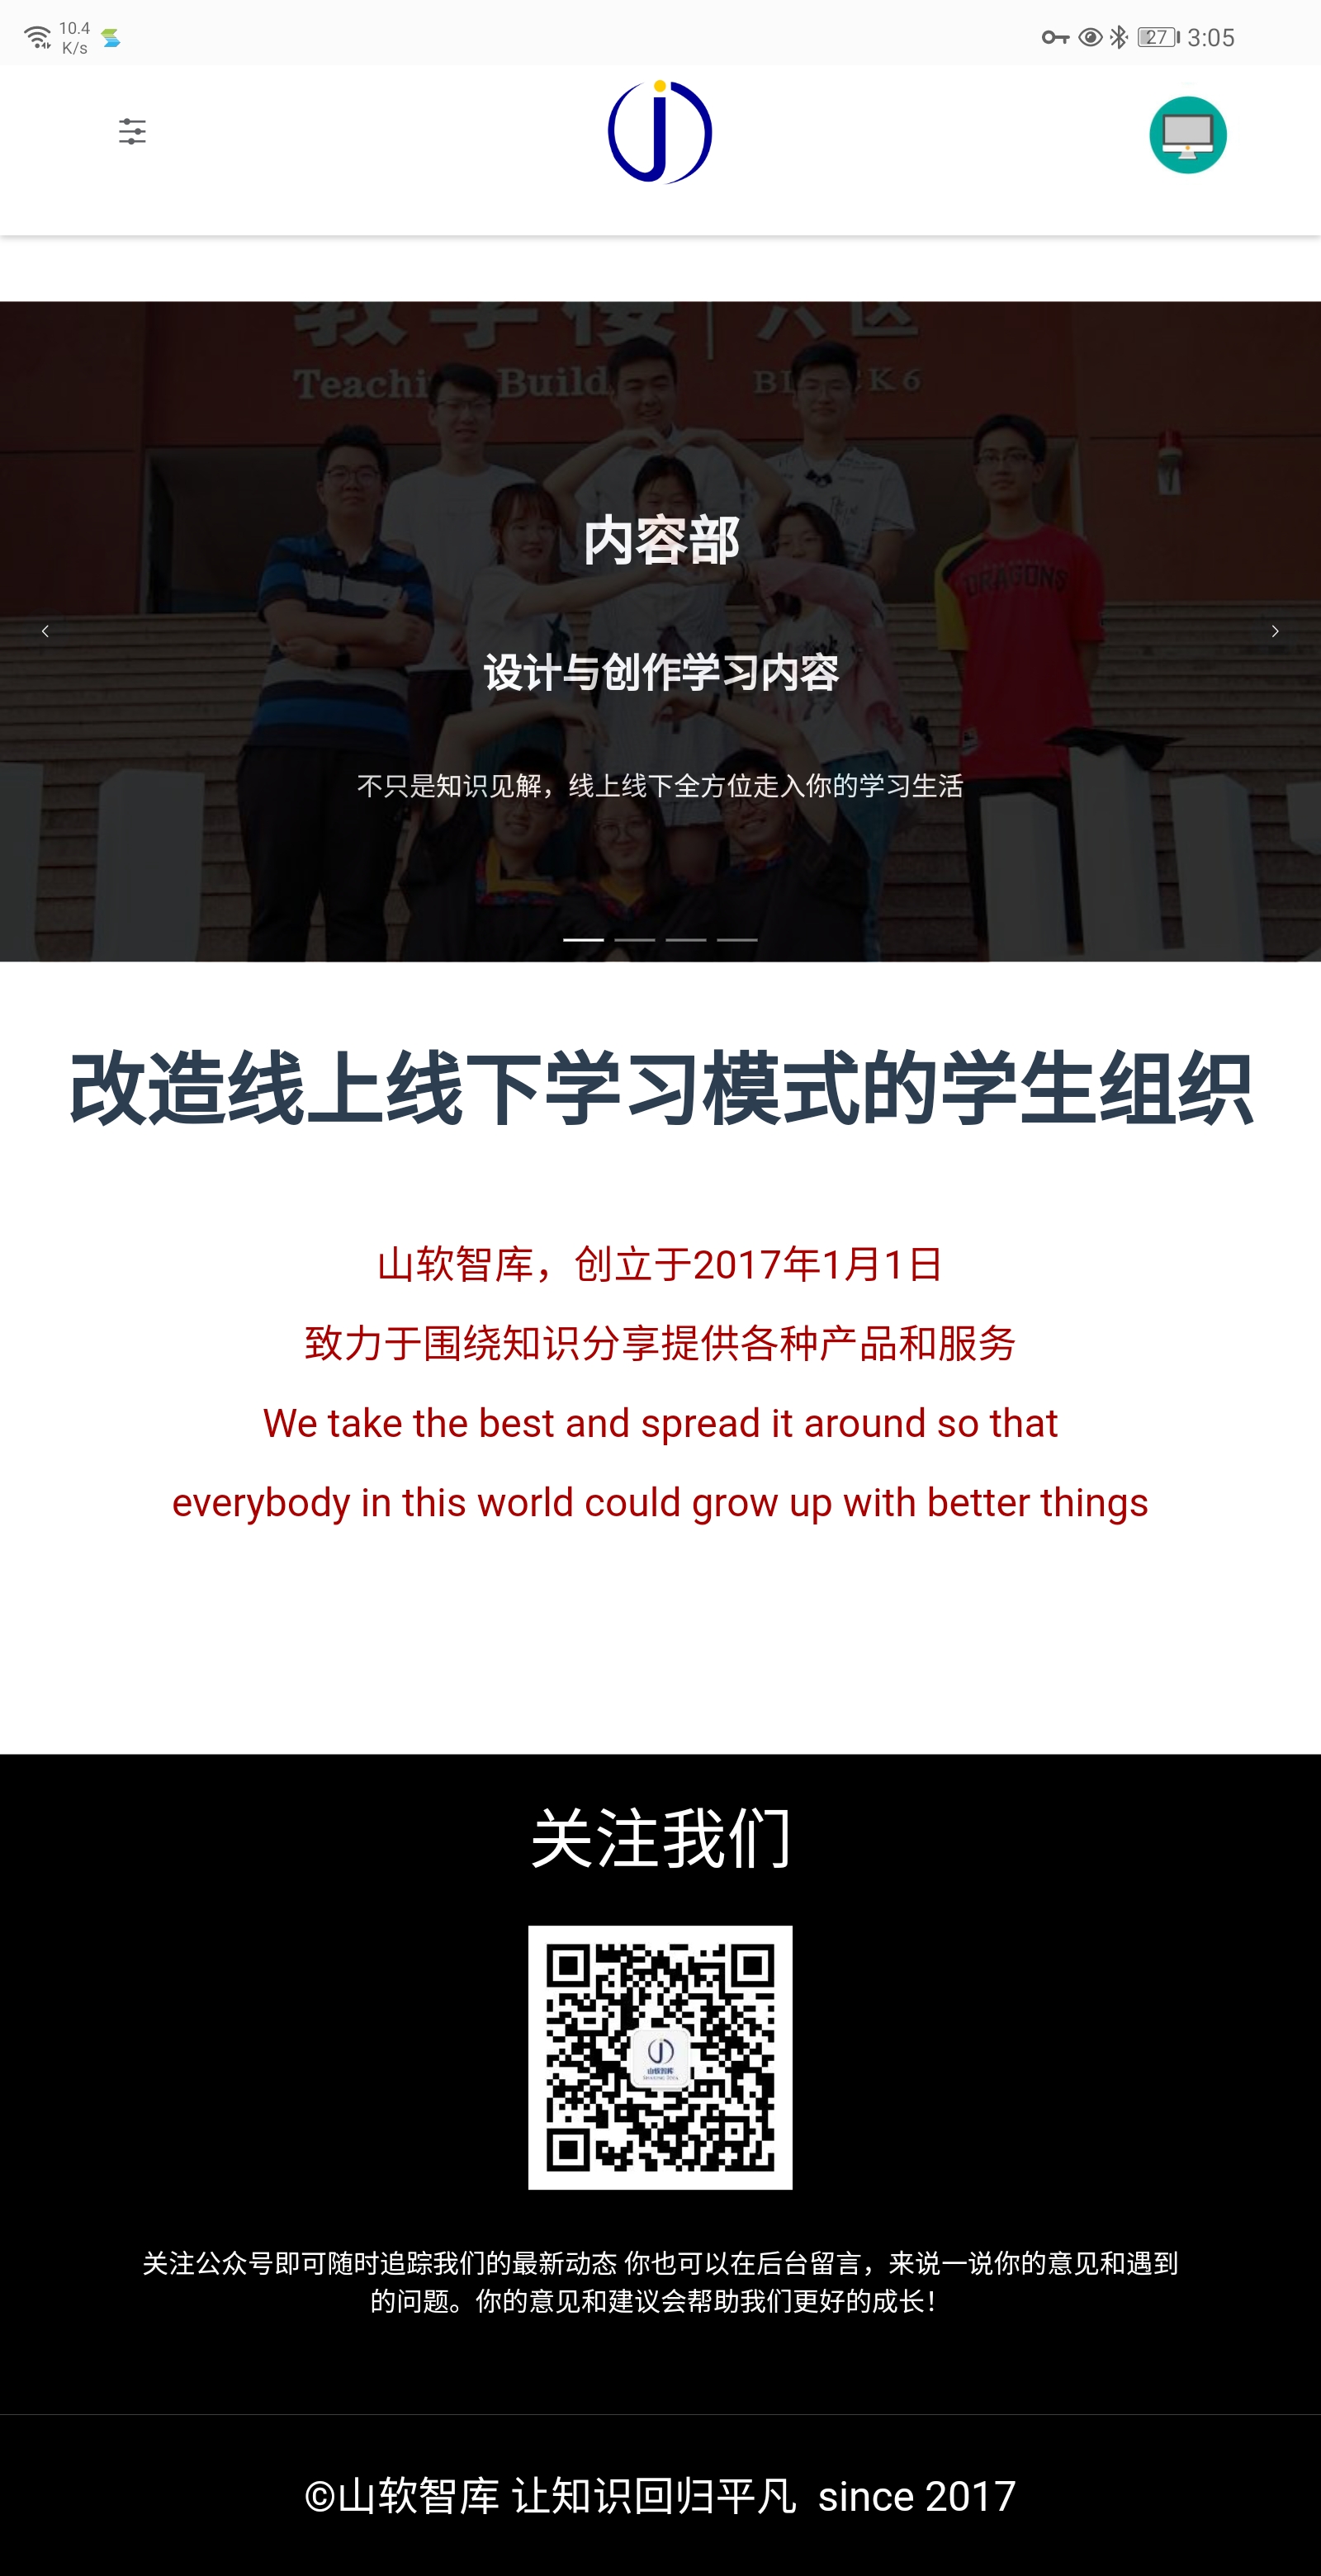 10.4
K/s
27 3:05
教学楼 六区
DRAGONS
内容部
设计与创作学习内容
不只是知识见解，线上线下全方位走入你的学习生活
改造线上线下学习模式的学生组织
山软智库，创立于2017年1月1日
致力于围绕知识分享提供各种产品和服务
We take the best and spread it around so that
everybody in this world could grow up with better things
关注我们
山软智库
关注公众号即可随时追踪我们的最新动态 你也可以在后台留言，来说一说你的意见和遇到
的问题。你的意见和建议会帮助我们更好的成长！
©山软智库 让知识回归平凡 since 2017